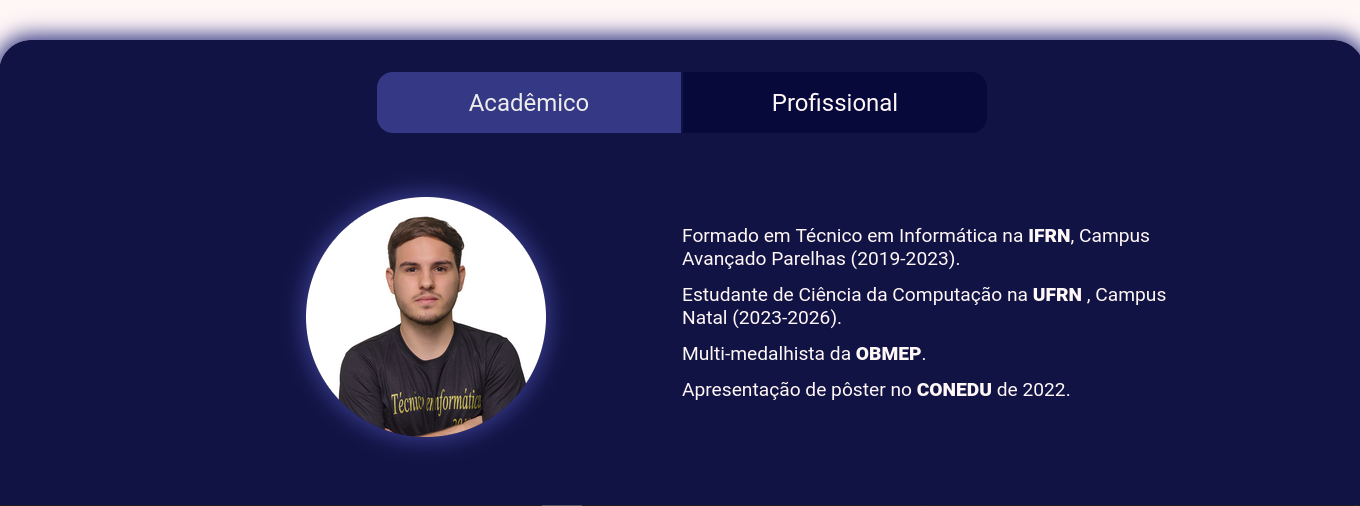 Acadêmico
Profissional
Formado em Técnico em Informática na IFRN, Campus
Avançado Parelhas (2019-2023).
Estudante de Ciência da Computação na UFRN , Campus
Natal (2023-2026).
Multi-medalhista da OBMEP.
Apresentação de pôster no CONEDU de 2022.
Técnico em Informática